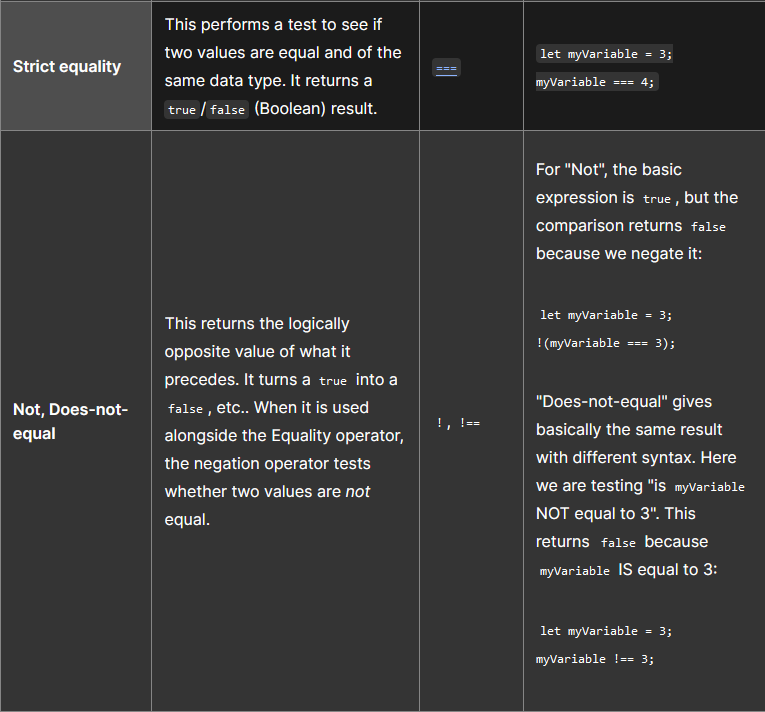 Strict equality
This performs a test to see if
two values are equal and of the
same data type. It returns a
true/false (Boolean) result.
===
let myVariable = 3;
myVariable === 4;
Not, Does-not-
equal
This returns the logically
opposite value of what it
precedes. It turns a true into a
false, etc.. When it is used
alongside the Equality operator,
the negation operator tests
whether two values are not
equal.
!, !==
For "Not", the basic
expression is true, but the
comparison returns false
because we negate it:
let myVariable = 3;
!(myVariable === 3);
"Does-not-equal" gives
basically the same result
with different syntax. Here
we are testing "is myVariable
NOT equal to 3". This
returns false because
myVariable IS equal to 3:
let myVariable = 3;
myVariable !== 3;